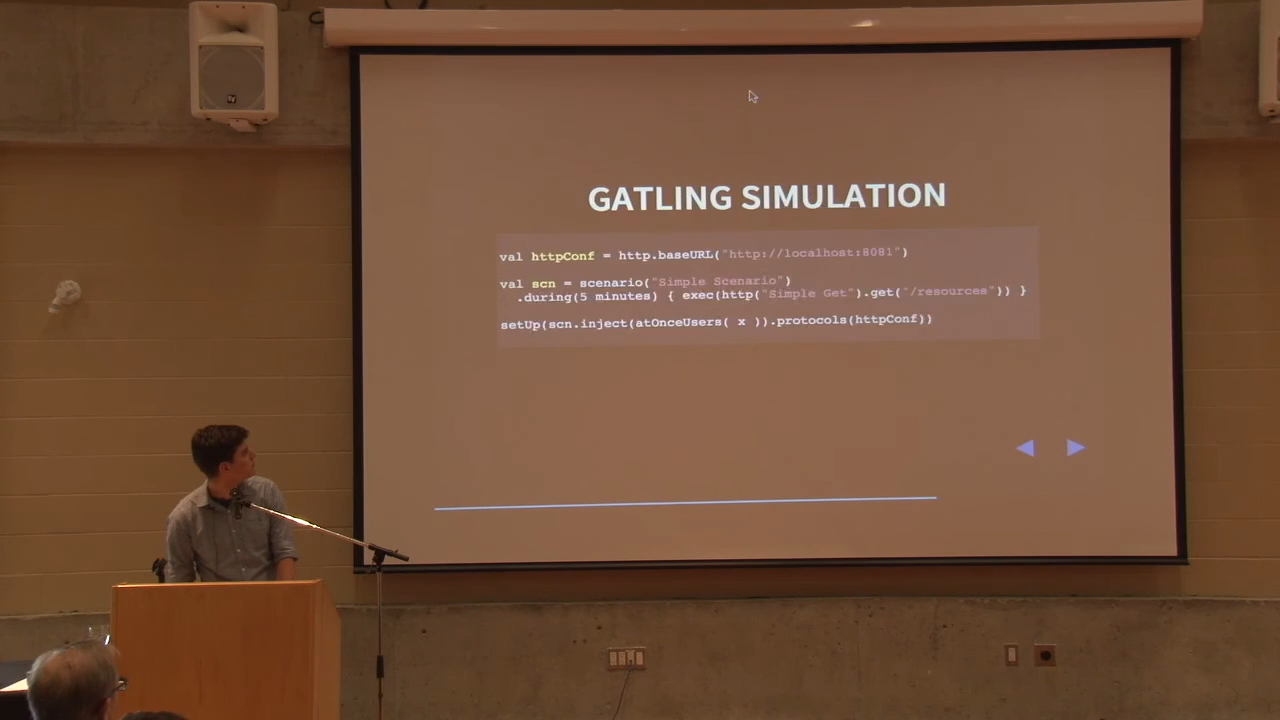 GATLING SIMULATION
val httpConf = http.baseURL("http://localhost:8081")
val scn = scenario("Simple Scenario")
.during(5 minutes) { exec(http("Simple Get").get("/resources")) }
setUp(scn.inject(atOnceUsers( x )).protocols(httpConf))